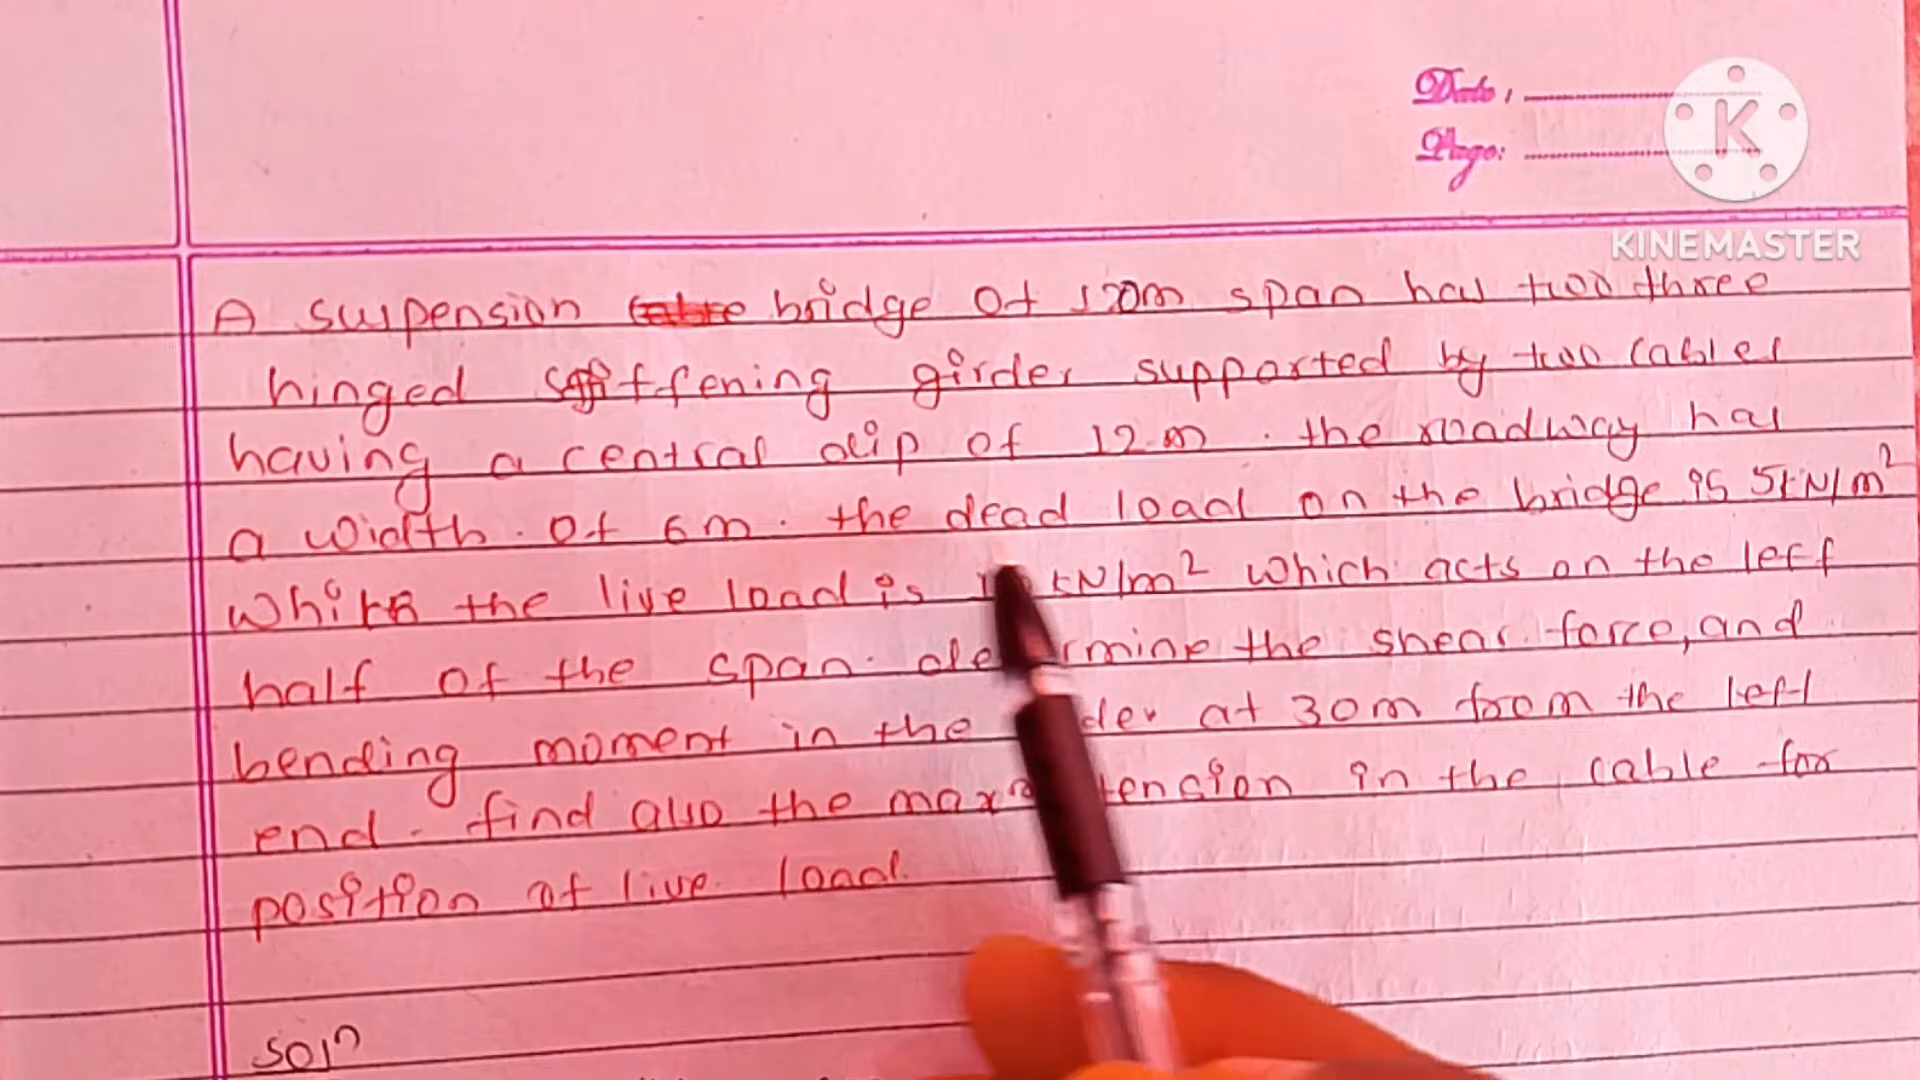 Date,
Page:
KINEMASTER
A suspension bridge of 120m span has two three
hinged stiffening girder supported by two cables
having a central dip of 12m. the roadway has
a width of 6m. the dead load on the bridge is 5kN/m²
while the live load is kN/m² which acts on the left
half of the span. the shear force, and
bending moment in the at 30m from the left
end. find also the max tension in the cable for
position of live load.
Solⁿ